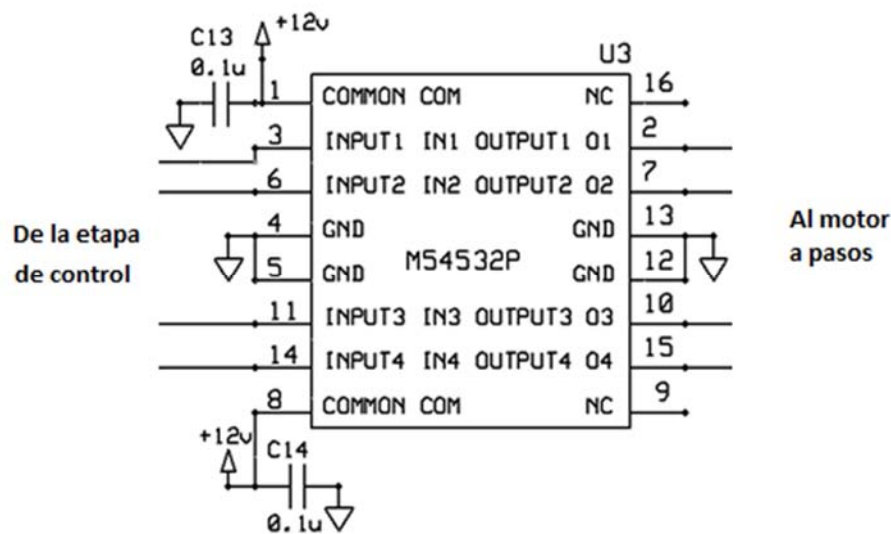 C13
0.1u
+12v
U3
1 COMMON COM NC 16
3 INPUT1 IN1 OUTPUT1 O1 2
6 INPUT2 IN2 OUTPUT2 O2 7
4 GND GND 13
M54532P
5 GND GND 12
11 INPUT3 IN3 OUTPUT3 O3 10
14 INPUT4 IN4 OUTPUT4 O4 15
8 COMMON COM NC 9
De la etapa
de control
Al motor
a pasos
+12v
C14
0.1u